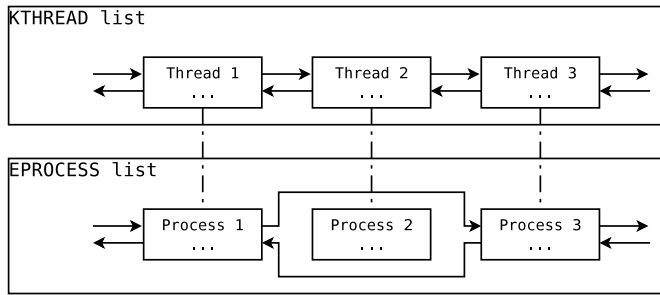 KTHREAD list
Thread 1
...
Thread 2
...
Thread 3
...
EPROCESS list
Process 1
...
Process 2
...
Process 3
...